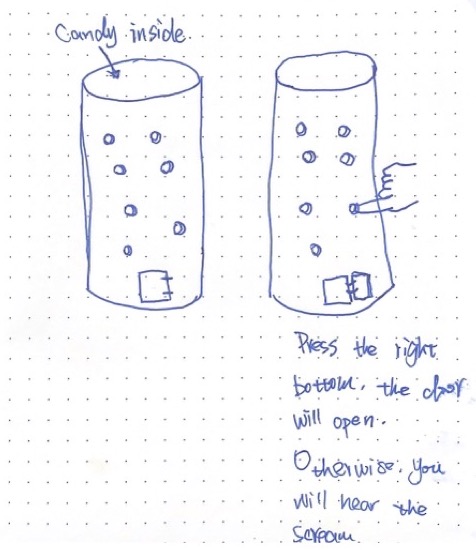 Candy inside.
Press the right
bottom, the door
will open.
Otherwise, you
will hear the
scream